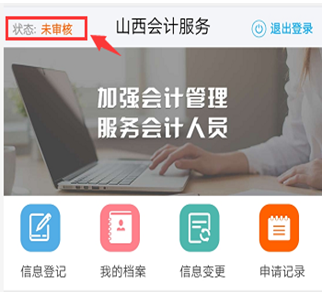 状态: 未审核 山西会计服务 退出登录
加强会计管理
服务会计人员
信息登记 我的档案 信息变更 申请记录